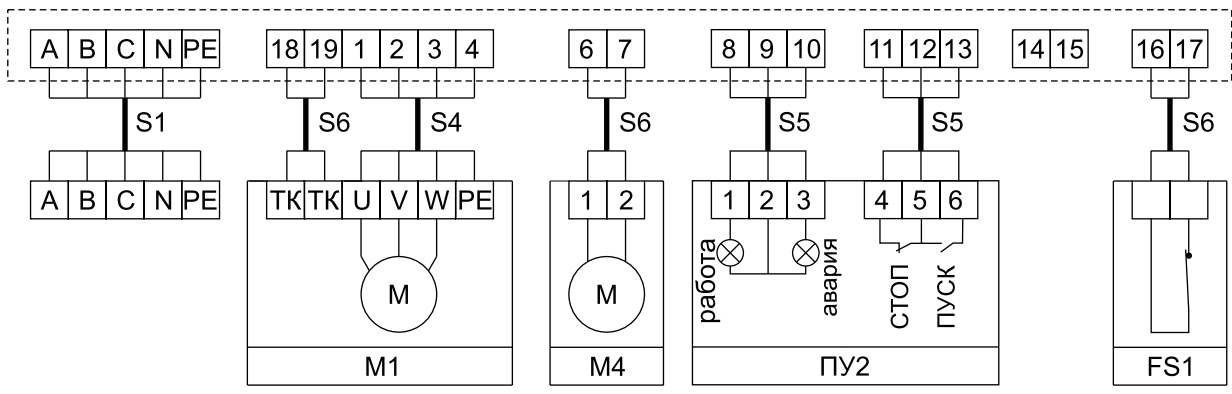 A B C N PE 18 19 1 2 3 4 6 7 8 9 10 11 12 13 14 15 16 17
S1 S6 S4 S6 S5 S5 S6
A B C N PE ТК ТК U V W PE 1 2 1 2 3 4 5 6
работа авария СТОП ПУСК
М М
М1 М4 ПУ2 FS1